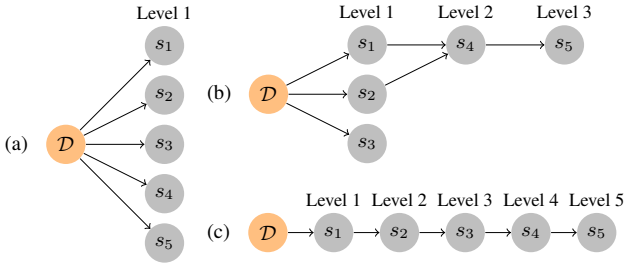 Level 1
s1
s2
(a) D s3
s4
s5
Level 1 Level 2 Level 3
s1 s4 s5
(b) D s2
s3
Level 1 Level 2 Level 3 Level 4 Level 5
(c) D s1 s2 s3 s4 s5